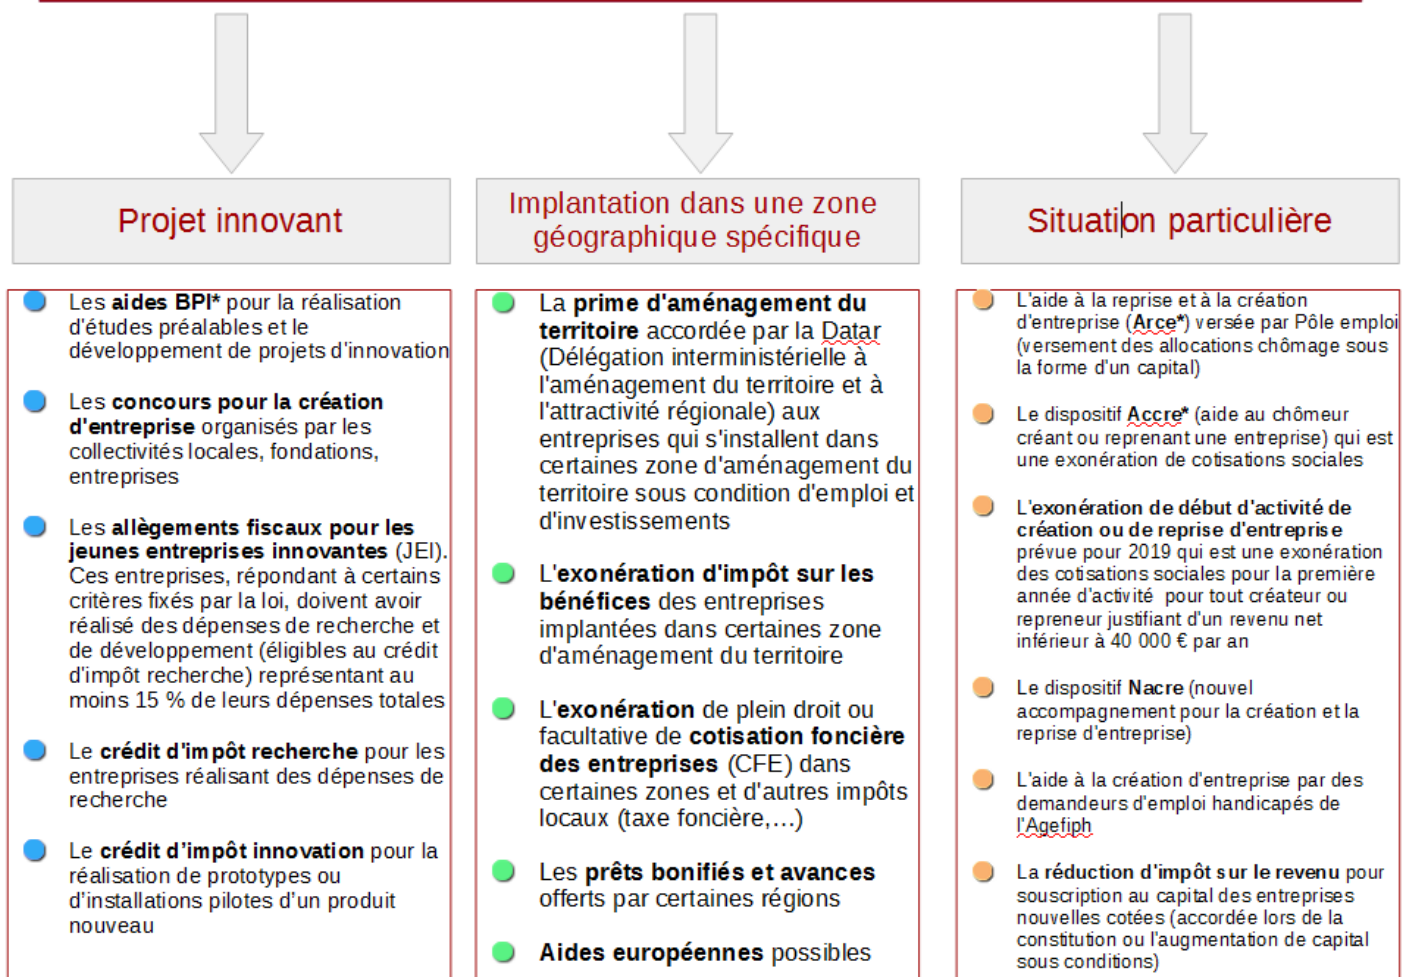 Projet innovant
Les aides BPI* pour la réalisation
d'études préalables et le
développement de projets d'innovation
Les concours pour la création
d'entreprise organisés par les
collectivités locales, fondations,
entreprises
Les allègements fiscaux pour les
jeunes entreprises innovantes (JEI).
Ces entreprises, répondant à certains
critères fixés par la loi, doivent avoir
réalisé des dépenses de recherche et
de développement (éligibles au crédit
d'impôt recherche) représentant au
moins 15 % de leurs dépenses totales
Le crédit d'impôt recherche pour les
entreprises réalisant des dépenses de
recherche
Le crédit d’impôt innovation pour la
réalisation de prototypes ou
d’installations pilotes d’un produit
nouveau
Implantation dans une zone
géographique spécifique
La prime d'aménagement du
territoire accordée par la Datar
(Délégation interministérielle à
l'aménagement du territoire et à
l'attractivité régionale) aux
entreprises qui s'installent dans
certaines zone d'aménagement du
territoire sous condition d'emploi et
d'investissements
L'exonération d'impôt sur les
bénéfices des entreprises
implantées dans certaines zone
d'aménagement du territoire
L'exonération de plein droit ou
facultative de cotisation foncière
des entreprises (CFE) dans
certaines zones et d'autres impôts
locaux (taxe foncière,…)
Les prêts bonifiés et avances
offerts par certaines régions
Aides européennes possibles
Situation particulière
L'aide à la reprise et à la création
d'entreprise (Arce*) versée par Pôle emploi
(versement des allocations chômage sous
la forme d'un capital)
Le dispositif Accre* (aide au chômeur
créant ou reprenant une entreprise) qui est
une exonération de cotisations sociales
L'exonération de début d'activité de
création ou de reprise d'entreprise
prévue pour 2019 qui est une exonération
des cotisations sociales pour la première
année d'activité pour tout créateur ou
repreneur justifiant d'un revenu net
inférieur à 40 000 € par an
Le dispositif Nacre (nouvel
accompagnement pour la création et la
reprise d'entreprise)
L'aide à la création d'entreprise par des
demandeurs d'emploi handicapés de
l'Agefiph
La réduction d'impôt sur le revenu pour
souscription au capital des entreprises
nouvelles cotées (accordée lors de la
constitution ou l'augmentation de capital
sous conditions)